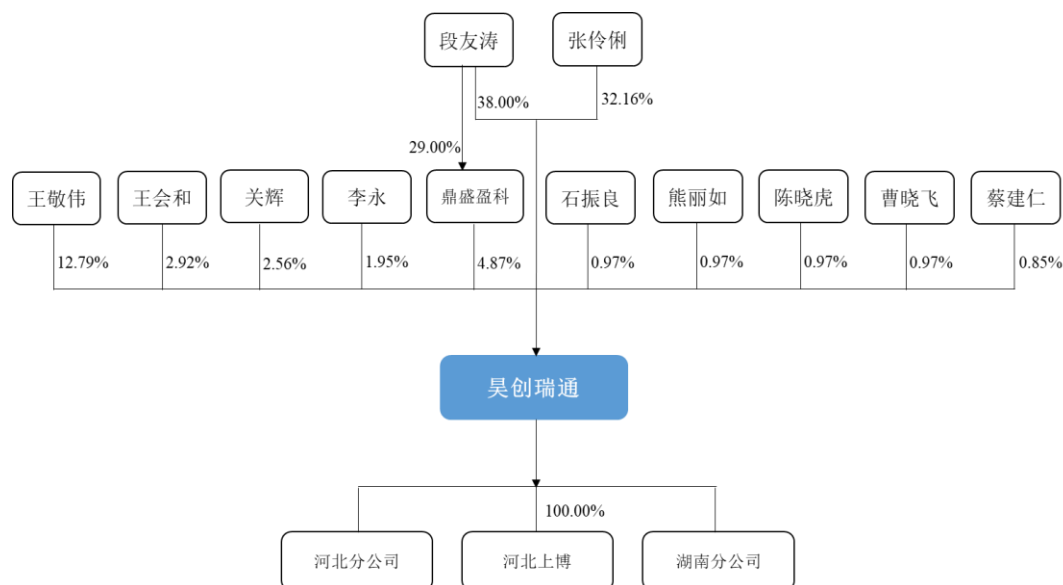 段友涛
张伶俐
38.00%
32.16%
29.00%
王敬伟
王会和
关辉
李永
鼎盛盈科
石振良
熊丽如
陈晓虎
曹晓飞
蔡建仁
12.79%
2.92%
2.56%
1.95%
4.87%
0.97%
0.97%
0.97%
0.97%
0.85%
昊创瑞通
100.00%
河北分公司
河北上博
湖南分公司